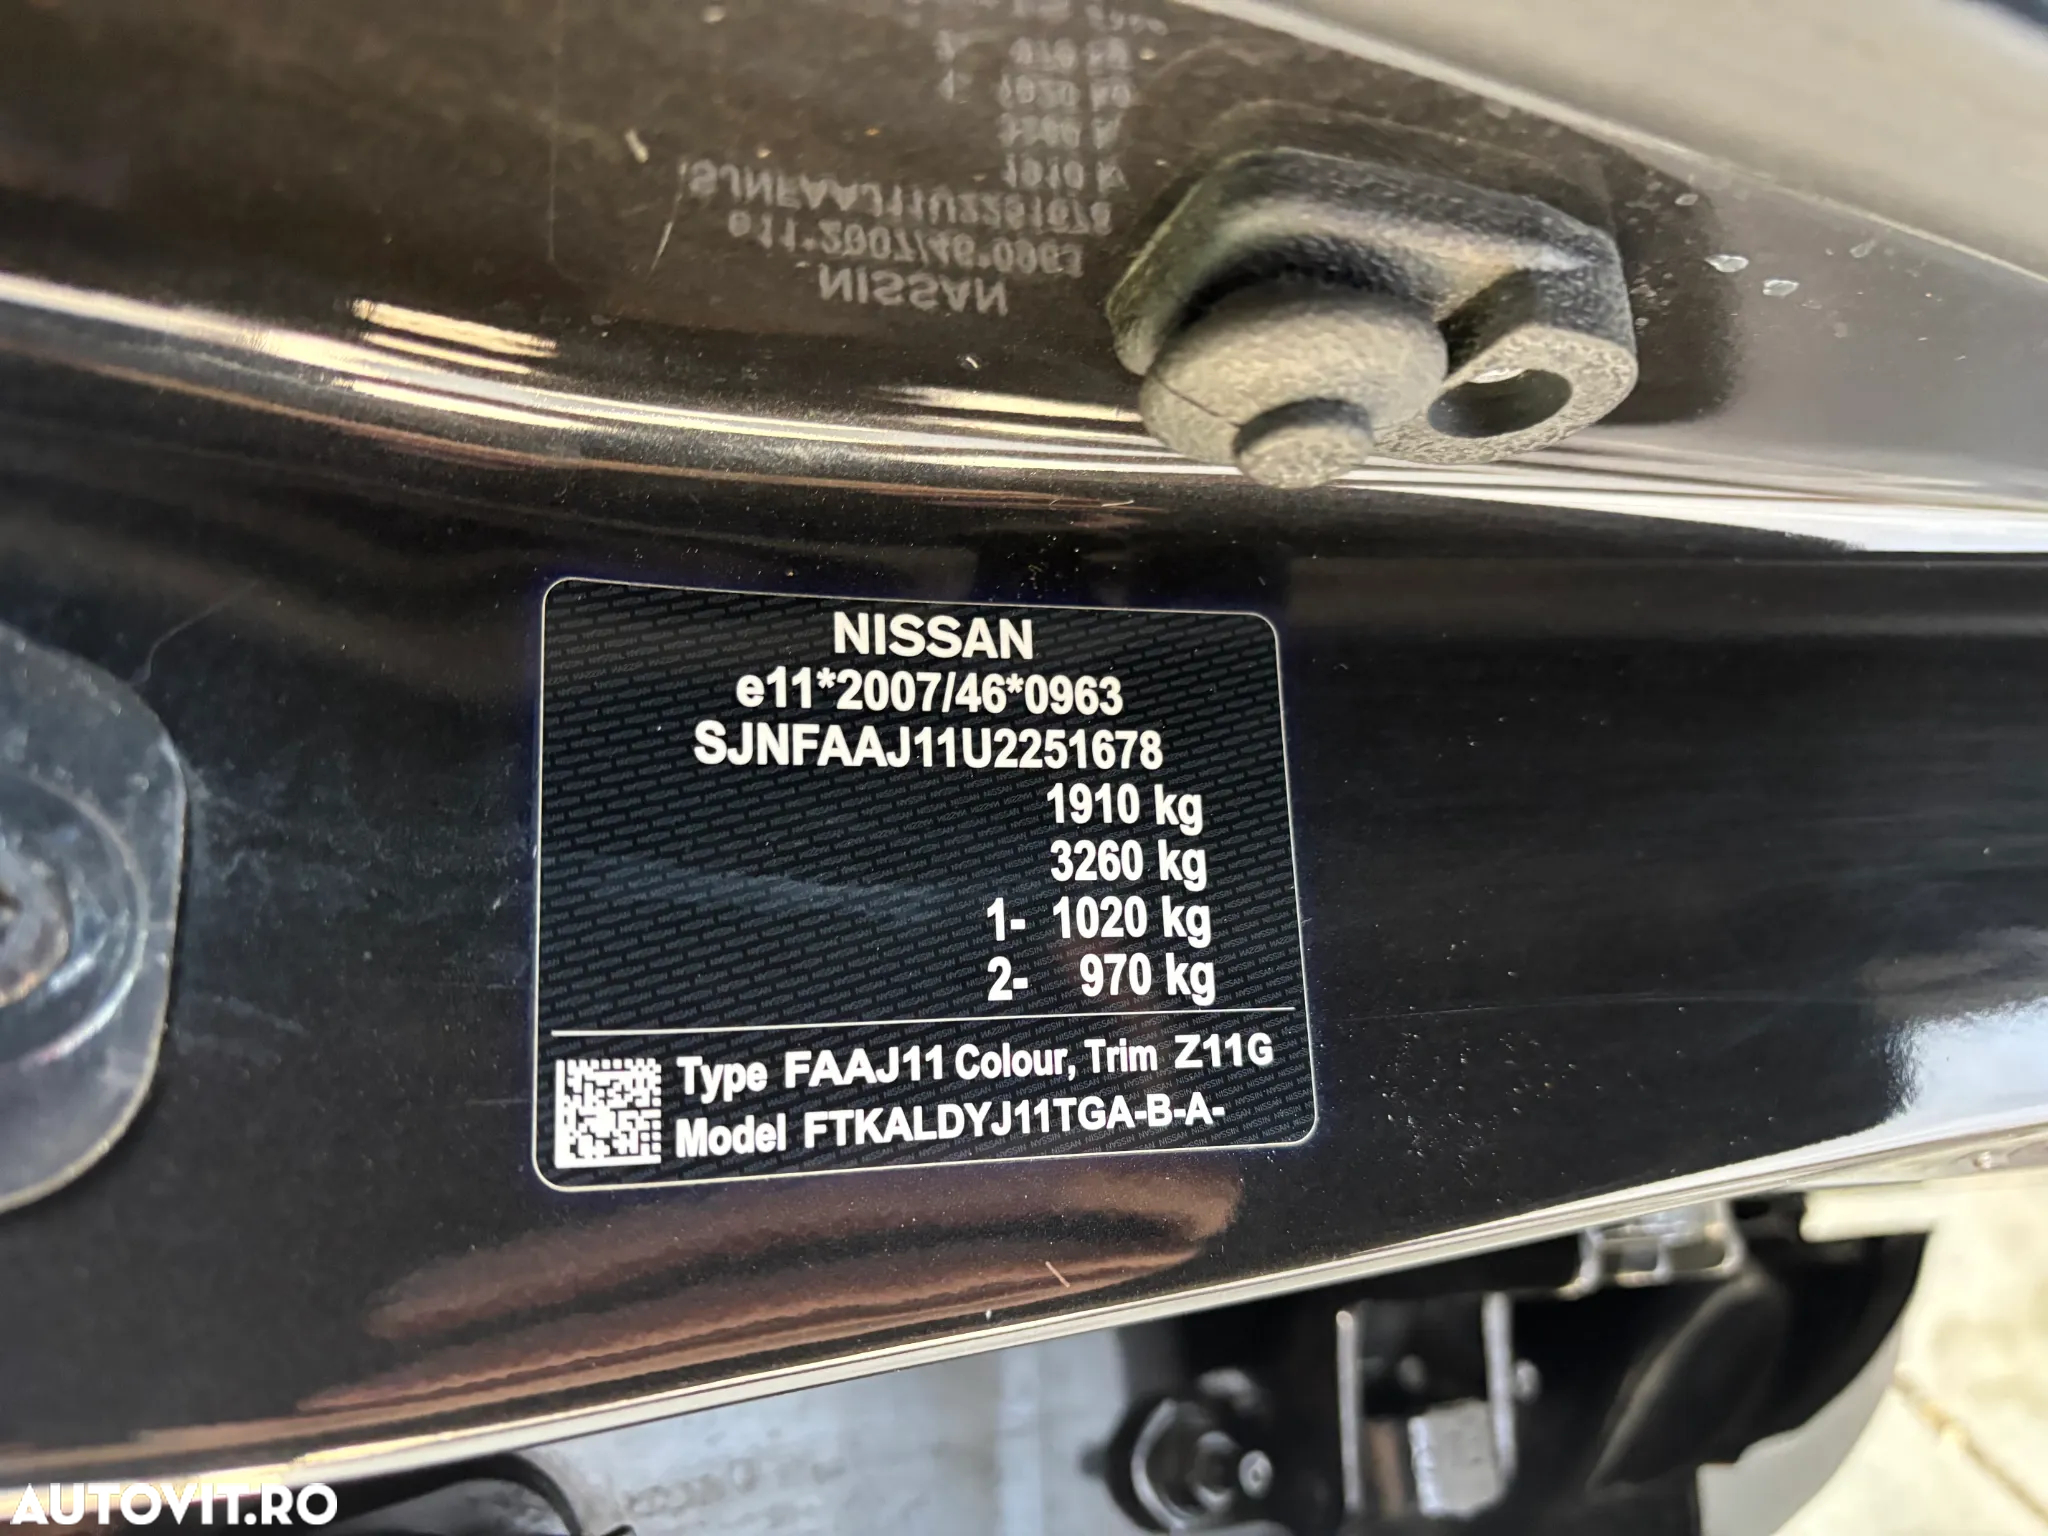 NISSAN
e11*2007/46*0963
SJNFAAJ11U2251678
1910 kg
3260 kg
1- 1020 kg
2- 970 kg
Type FAAJ11 Colour, Trim Z11G
Model FTKALDYJ11TGA-B-A-
AUTOVIT.RO